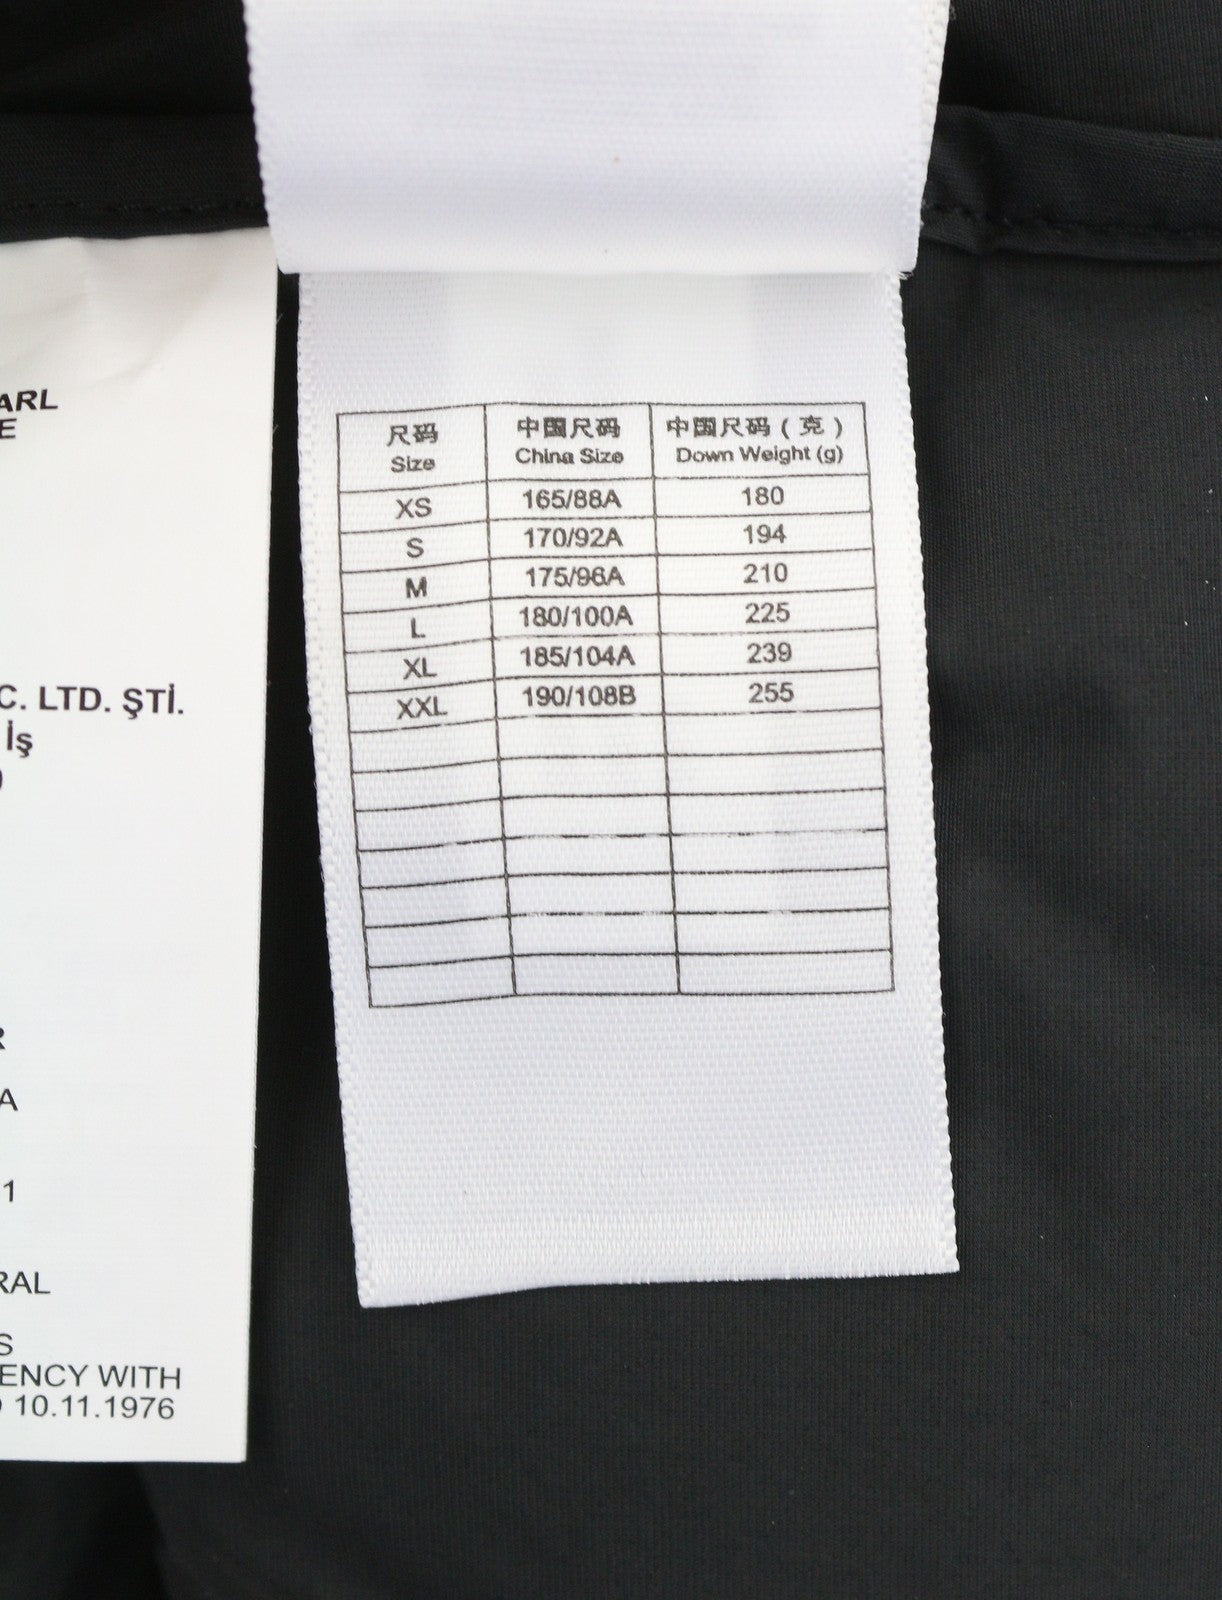 ARL
E
C. LTD. ŞTİ.
İş
R
A
1
RAL
S
ENCY WITH
10.11.1976
尺码 中国尺码 中国尺码（克）
Size China Size Down Weight (g)
XS 165/88A 180
S 170/92A 194
M 175/96A 210
L 180/100A 225
XL 185/104A 239
XXL 190/108B 255